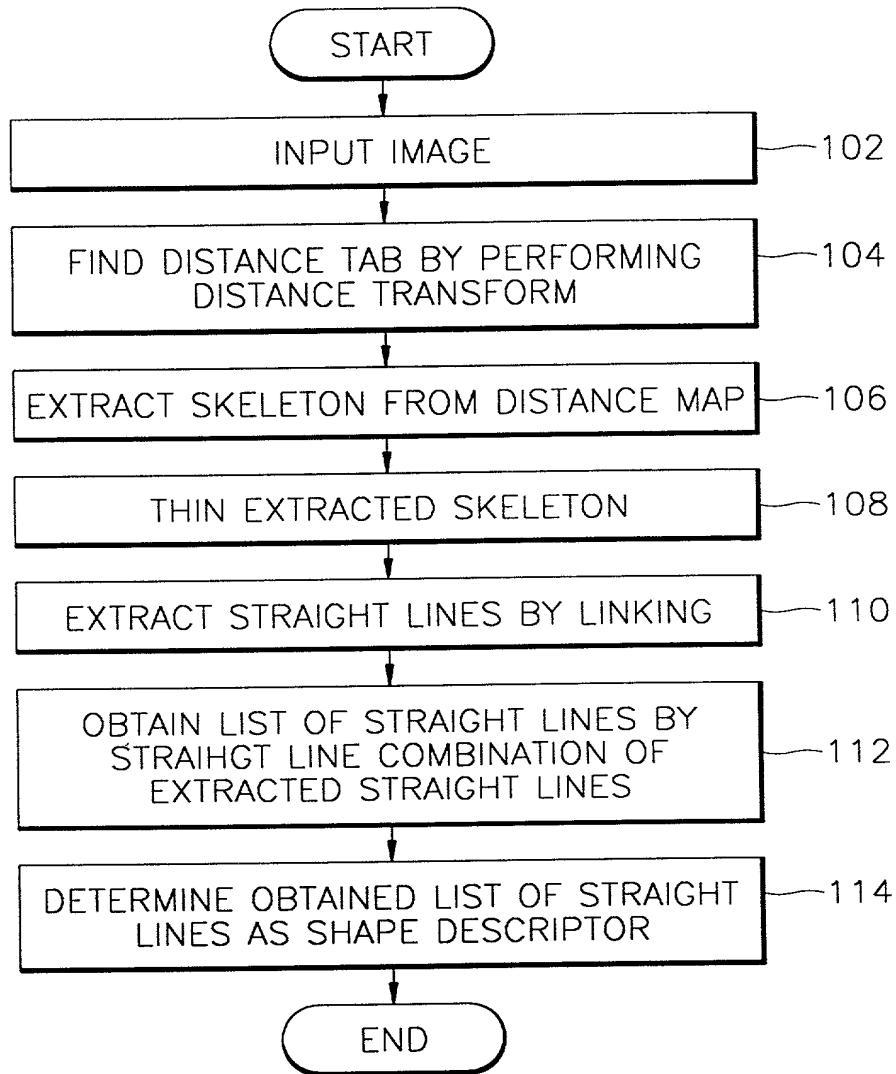 START
INPUT IMAGE
102
FIND DISTANCE TAB BY PERFORMING
DISTANCE TRANSFORM
104
EXTRACT SKELETON FROM DISTANCE MAP
106
THIN EXTRACTED SKELETON
108
EXTRACT STRAIGHT LINES BY LINKING
110
OBTAIN LIST OF STRAIGHT LINES BY
STRAIHGT LINE COMBINATION OF
EXTRACTED STRAIGHT LINES
112
DETERMINE OBTAINED LIST OF STRAIGHT
LINES AS SHAPE DESCRIPTOR
114
END